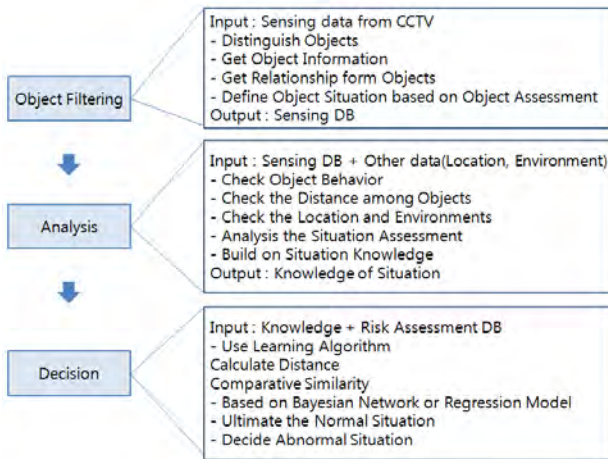 Object Filtering
Input : Sensing data from CCTV
- Distinguish Objects
- Get Object Information
- Get Relationship form Objects
- Define Object Situation based on Object Assessment
Output : Sensing DB
Analysis
Input : Sensing DB + Other data(Location, Environment)
- Check Object Behavior
- Check the Distance among Objects
- Check the Location and Environments
- Analysis the Situation Assessment
- Build on Situation Knowledge
Output : Knowledge of Situation
Decision
Input : Knowledge + Risk Assessment DB
- Use Learning Algorithm
Calculate Distance
Comparative Similarity
- Based on Bayesian Network or Regression Model
- Ultimate the Normal Situation
- Decide Abnormal Situation